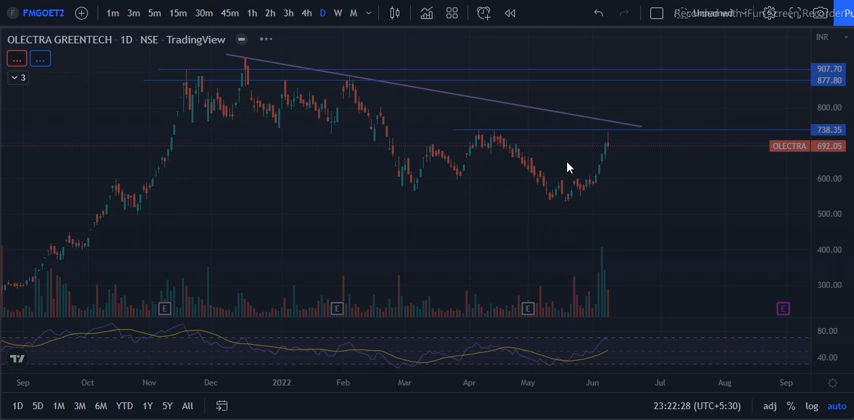 FMGOET2 1m 3m 5m 15m 30m 45m 1h 2h 3h 4h D W M
OLECTRA GREENTECH · 1D · NSE · TradingView
INR
3
907.70
877.80
800.00
738.35
OLECTRA 692.05
600.00
500.00
400.00
300.00
E E E E
80.00
40.00
Sep Oct Nov Dec 2022 Feb Mar Apr May Jun Jul Aug Sep
1D 5D 1M 3M 6M YTD 1Y 5Y All 23:22:28 (UTC+5:30) adj % log auto